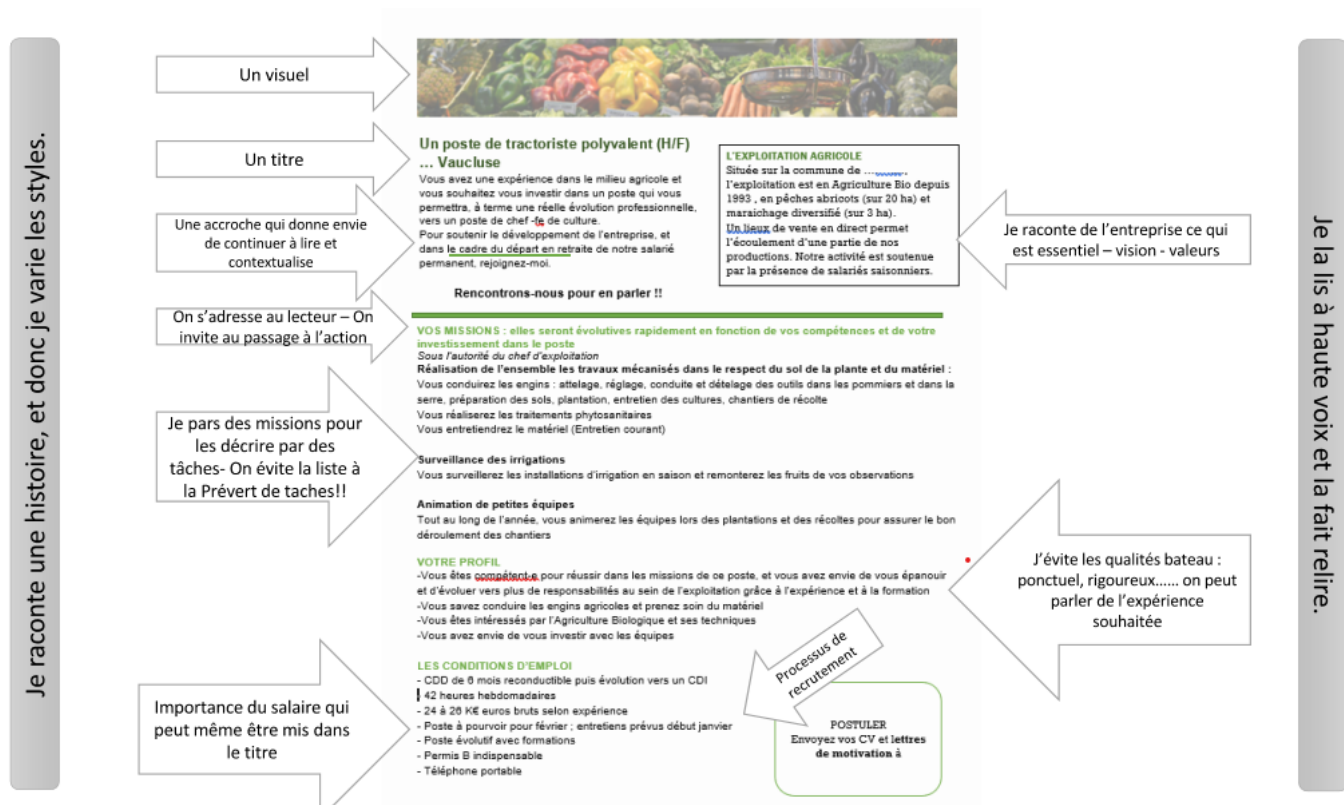 Je raconte une histoire, et donc je varie les styles.
Un visuel
Un titre
Une accroche qui donne envie
de continuer à lire et
contextualise
On s’adresse au lecteur – On
invite au passage à l’action
Je pars des missions pour
les décrire par des
tâches- On évite la liste à
la Prévert de taches!!
Importance du salaire qui
peut même être mis dans
le titre
Un poste de tractoriste polyvalent (H/F)
... Vaucluse
Vous avez une expérience dans le milieu agricole et
vous souhaitez vous investir dans un poste qui vous
permettra, à terme une réelle évolution professionnelle,
vers un poste de chef -fe de culture.
Pour soutenir le développement de l’entreprise, et
dans le cadre du départ en retraite de notre salarié
permanent, rejoignez-moi.
Rencontrons-nous pour en parler !!
L’EXPLOITATION AGRICOLE
Située sur la commune de
l’exploitation est en Agriculture Bio depuis
1993 , en pêches abricots (sur 20 ha) et
maraichage diversifié (sur 3 ha).
Un lieux de vente en direct permet
l’écoulement d’une partie de nos
productions. Notre activité est soutenue
par la présence de salariés saisonniers.
VOS MISSIONS : elles seront évolutives rapidement en fonction de vos compétences et de votre
investissement dans le poste
Sous l’autorité du chef d’exploitation
Réalisation de l’ensemble les travaux mécanisés dans le respect du sol de la plante et du matériel :
Vous conduirez les engins : attelage, réglage, conduite et dételage des outils dans les pommiers et dans la
serre, préparation des sols, plantation, entretien des cultures, chantiers de récolte
Vous réaliserez les traitements phytosanitaires
Vous entretiendrez le matériel (Entretien courant)
Surveillance des irrigations
Vous surveillerez les installations d’irrigation en saison et remonterez les fruits de vos observations
Animation de petites équipes
Tout au long de l’année, vous animerez les équipes lors des plantations et des récoltes pour assurer le bon
déroulement des chantiers
VOTRE PROFIL
-Vous êtes compétent-e pour réussir dans les missions de ce poste, et vous avez envie de vous épanouir
et d’évoluer vers plus de responsabilités au sein de l’exploitation grâce à l’expérience et à la formation
-Vous savez conduire les engins agricoles et prenez soin du matériel
-Vous êtes intéressés par l’Agriculture Biologique et ses techniques
-Vous avez envie de vous investir avec les équipes
LES CONDITIONS D’EMPLOI
- CDD de 6 mois reconductible puis évolution vers un CDI
42 heures hebdomadaires
- 24 à 26 K€ euros bruts selon expérience
- Poste à pourvoir pour février ; entretiens prévus début janvier
- Poste évolutif avec formations
- Permis B indispensable
- Téléphone portable
Processus de
recrutement
POSTULER
Envoyez vos CV et lettres
de motivation à
Je raconte de l’entreprise ce qui
est essentiel – vision - valeurs
J’évite les qualités bateau :
ponctuel, rigoureux...... on peut
parler de l’expérience
souhaitée
Je la lis à haute voix et la fait relire.